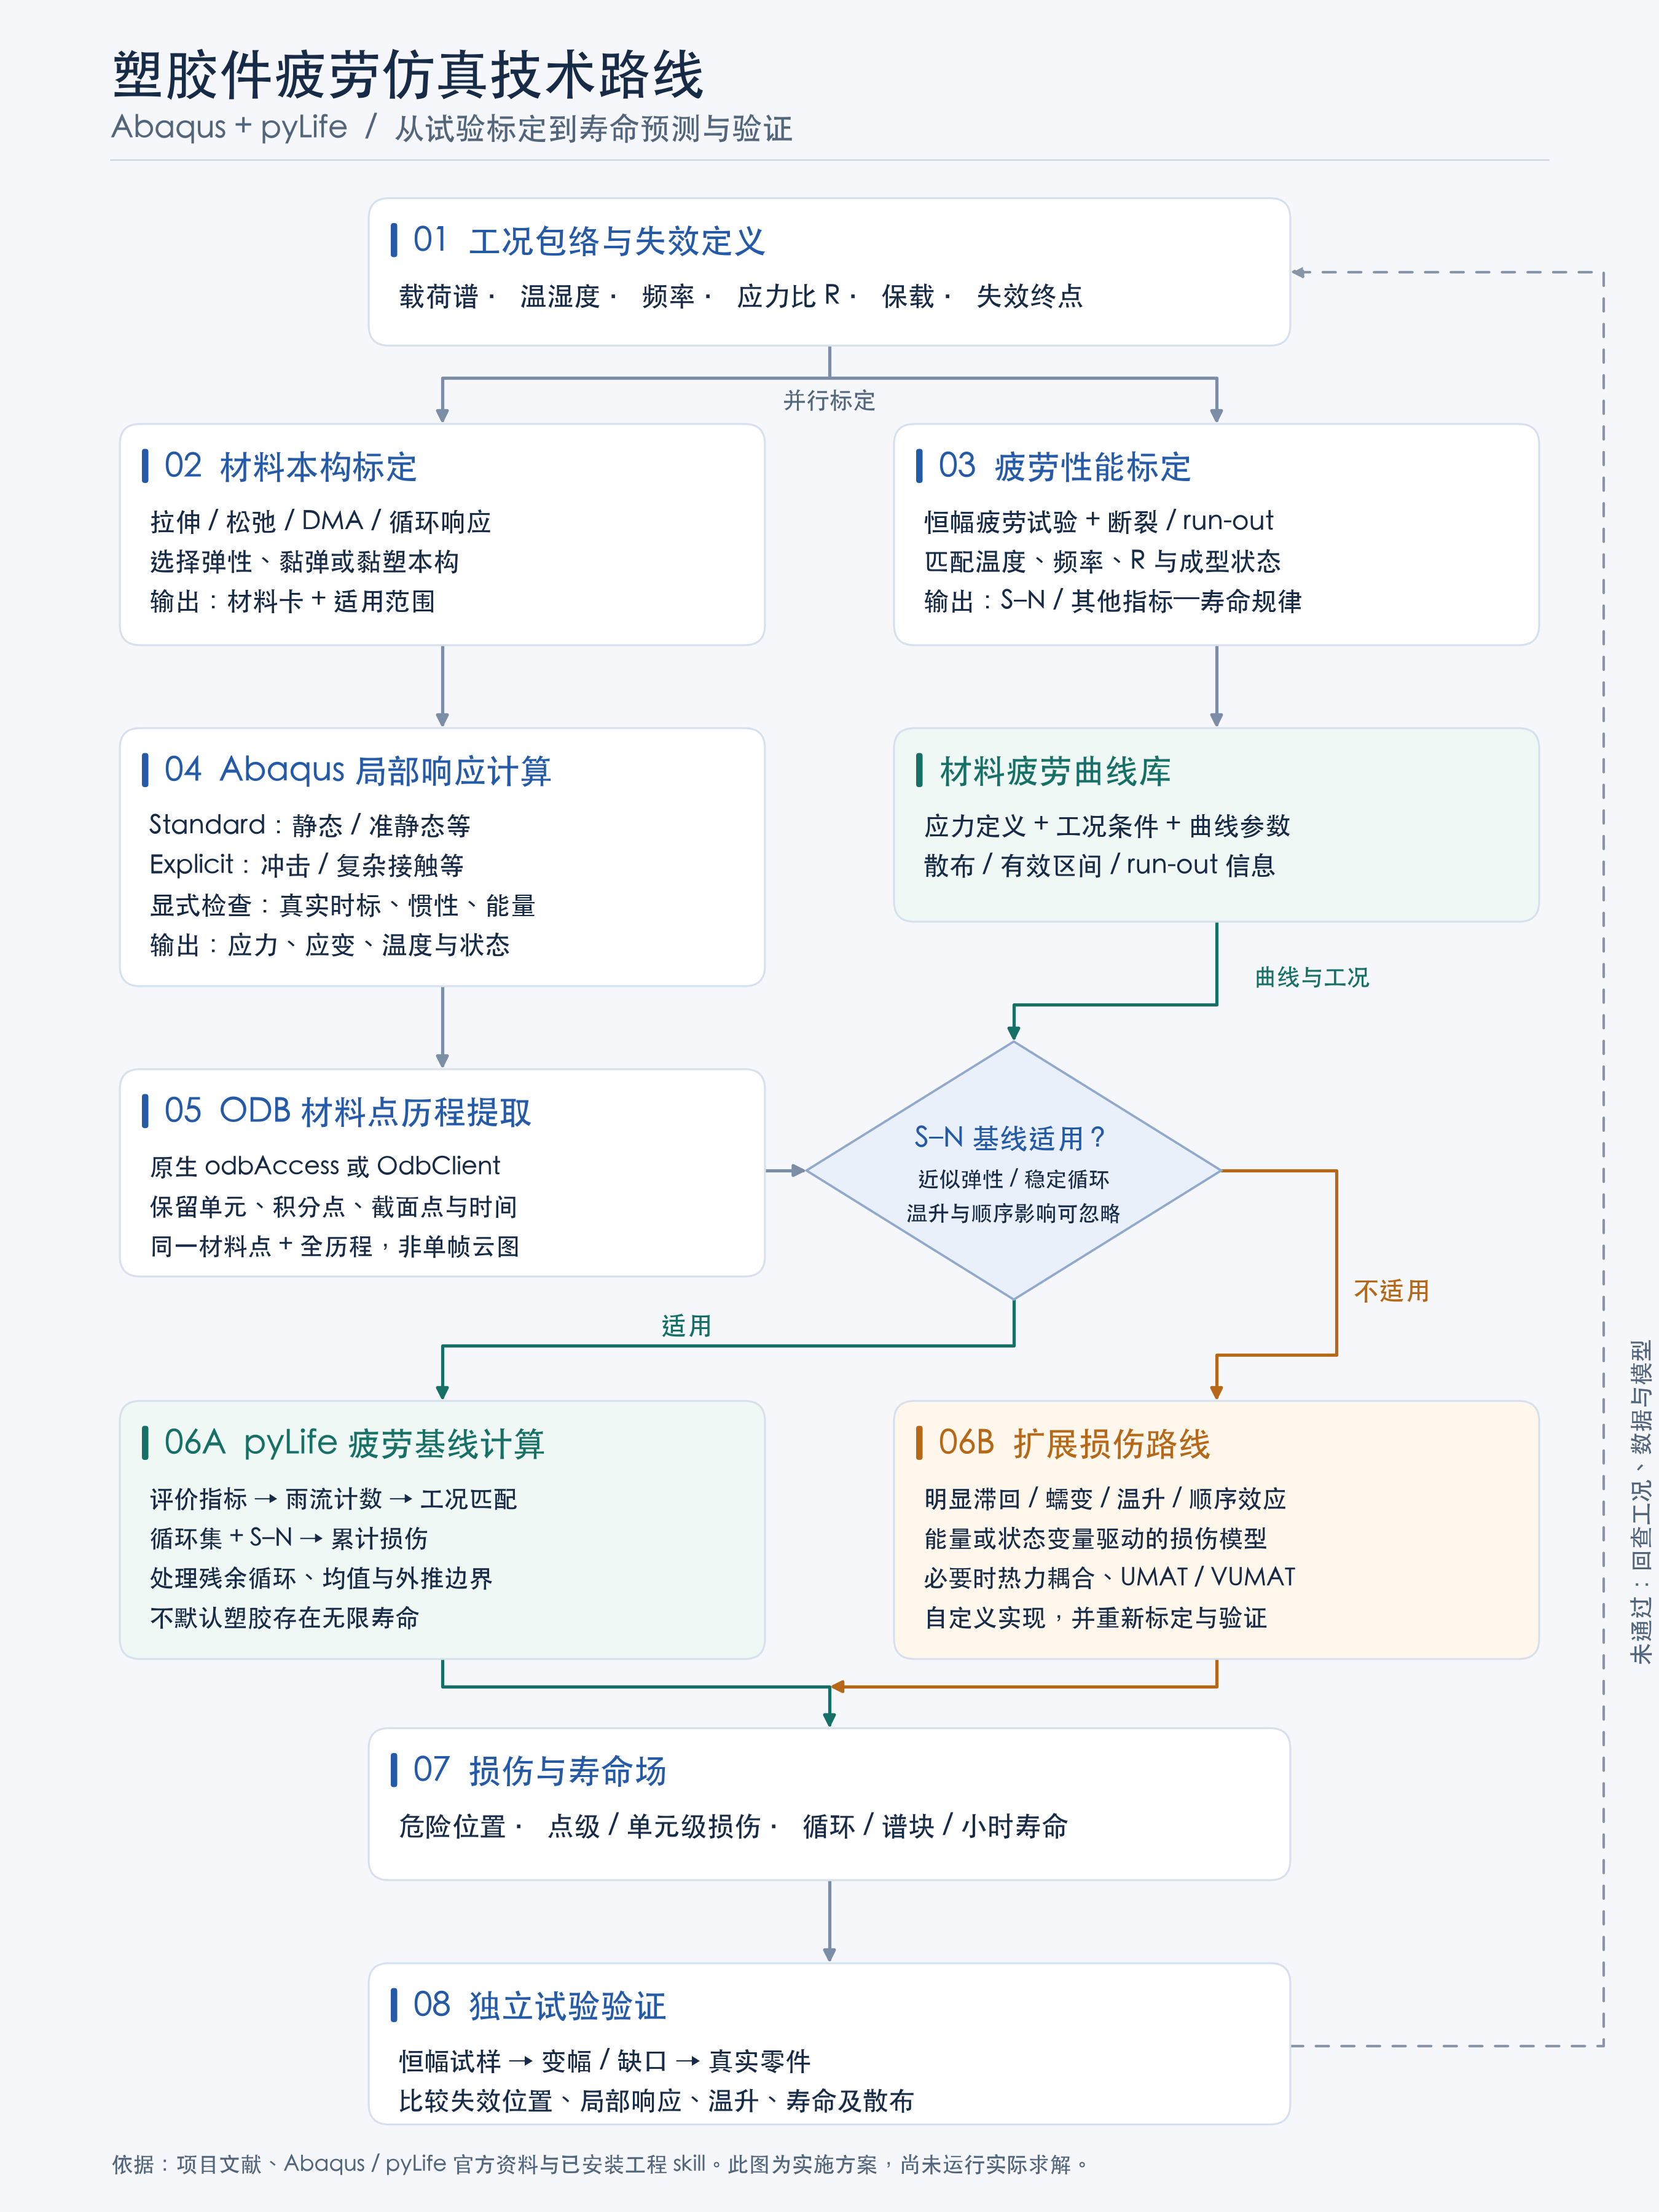 塑胶件疲劳仿真技术路线
Abaqus + pyLife / 从试验标定到寿命预测与验证
01 工况包络与失效定义
载荷谱 · 温湿度 · 频率 · 应力比 R · 保载 · 失效终点
并行标定
02 材料本构标定
拉伸 / 松弛 / DMA / 循环响应
选择弹性、黏弹或黏塑本构
输出：材料卡 + 适用范围
03 疲劳性能标定
恒幅疲劳试验 + 断裂 / run-out
匹配温度、频率、R 与成型状态
输出：S–N / 其他指标—寿命规律
04 Abaqus 局部响应计算
Standard：静态 / 准静态等
Explicit：冲击 / 复杂接触等
显式检查：真实时标、惯性、能量
输出：应力、应变、温度与状态
材料疲劳曲线库
应力定义 + 工况条件 + 曲线参数
散布 / 有效区间 / run-out 信息
曲线与工况
05 ODB 材料点历程提取
原生 odbAccess 或 OdbClient
保留单元、积分点、截面点与时间
同一材料点 + 全历程，非单帧云图
S–N 基线适用？
近似弹性 / 稳定循环
温升与顺序影响可忽略
适用
不适用
06A pyLife 疲劳基线计算
评价指标 → 雨流计数 → 工况匹配
循环集 + S–N → 累计损伤
处理残余循环、均值与外推边界
不默认塑胶存在无限寿命
06B 扩展损伤路线
明显滞回 / 蠕变 / 温升 / 顺序效应
能量或状态变量驱动的损伤模型
必要时热力耦合、UMAT / VUMAT
自定义实现，并重新标定与验证
未通过：回查工况、数据与模型
07 损伤与寿命场
危险位置 · 点级 / 单元级损伤 · 循环 / 谱块 / 小时寿命
08 独立试验验证
恒幅试样 → 变幅 / 缺口 → 真实零件
比较失效位置、局部响应、温升、寿命及散布
依据：项目文献、Abaqus / pyLife 官方资料与已安装工程 skill。此图为实施方案，尚未运行实际求解。